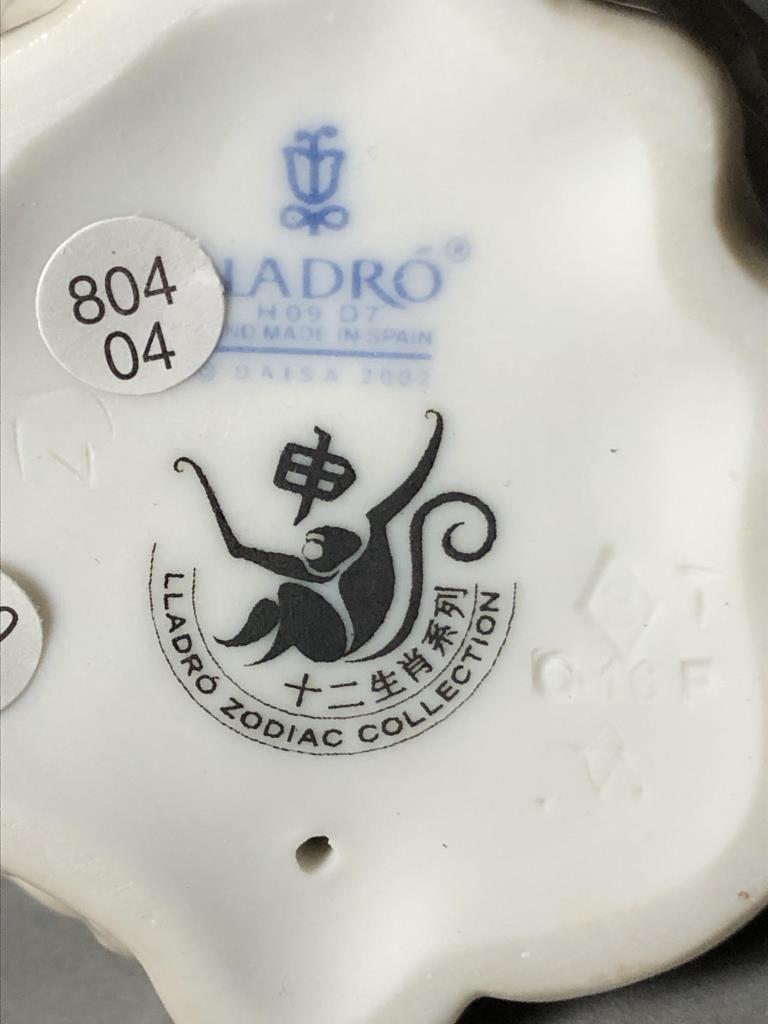 LLADRÓ®
H09 D7
ND MADE IN SPAIN
© DAISA 2002
804
04
申
十二生肖系列
LLADRÓ ZODIAC COLLECTION